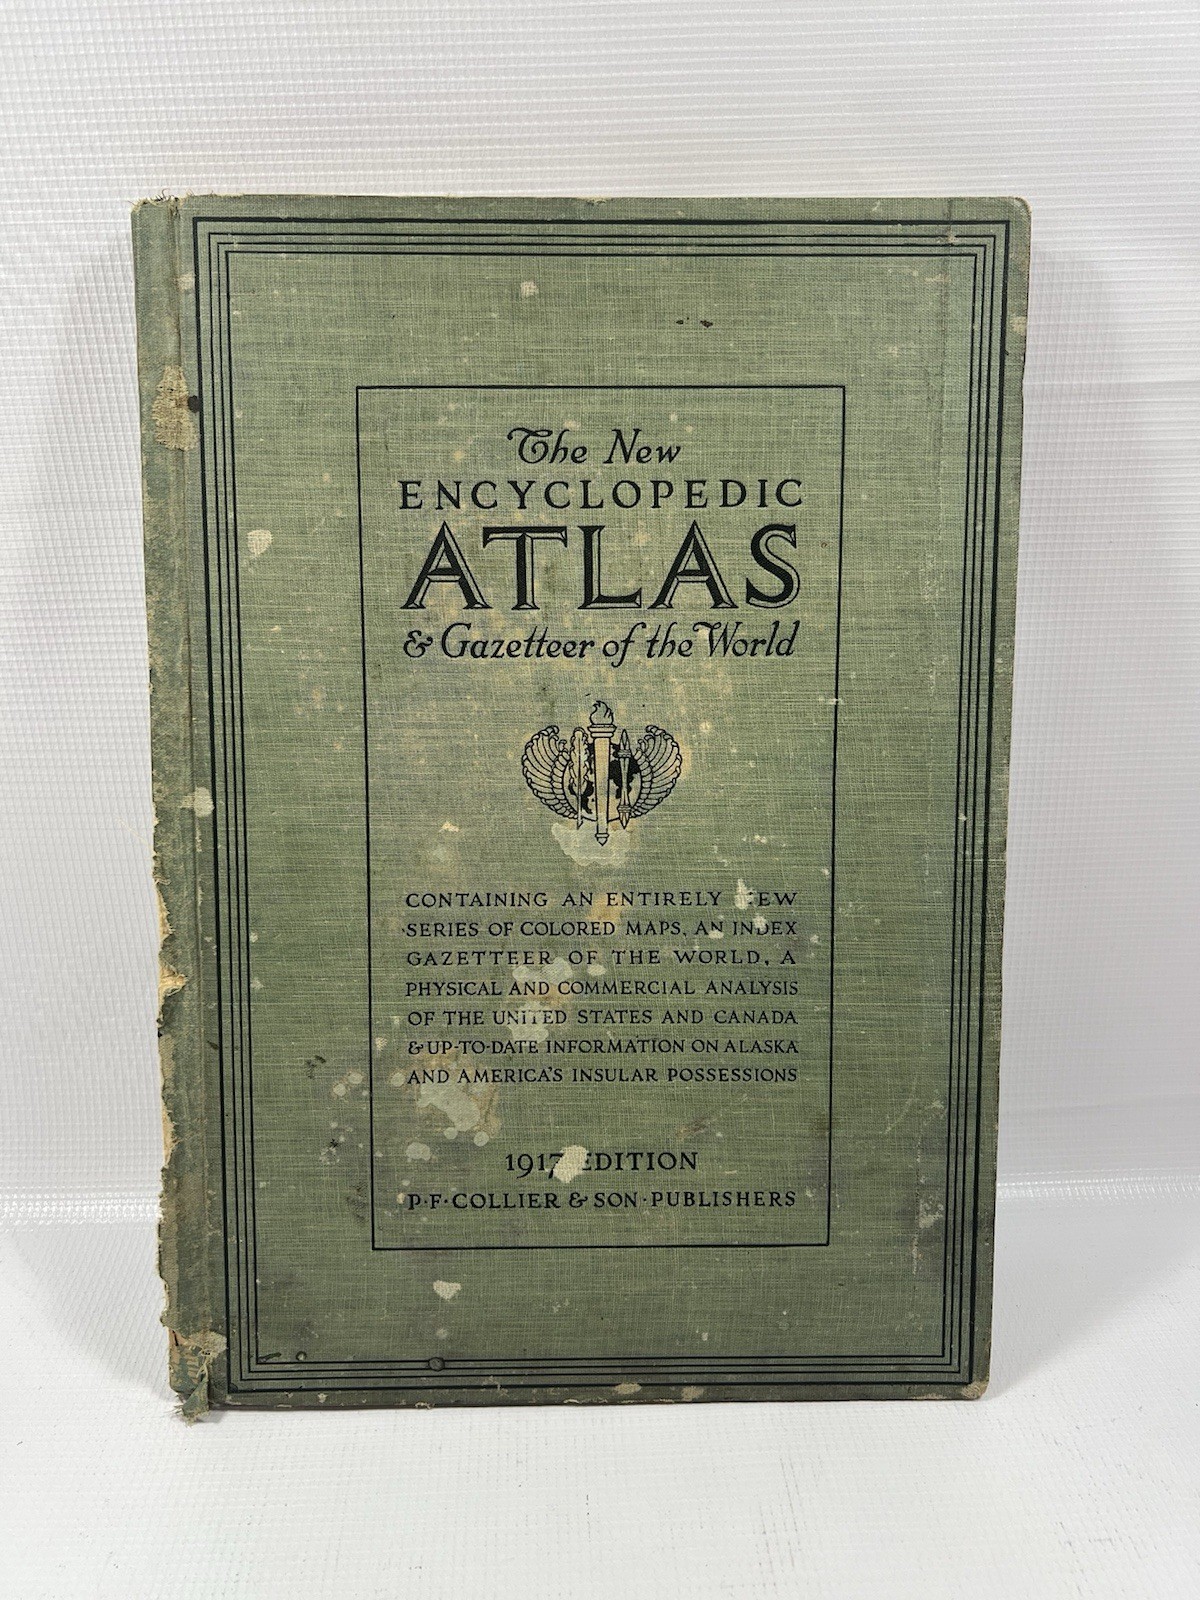 The New
ENCYCLOPEDIC
ATLAS
& Gazetteer of the World
CONTAINING AN ENTIRELY NEW
SERIES OF COLORED MAPS, AN INDEX
GAZETTEER OF THE WORLD, A
PHYSICAL AND COMMERCIAL ANALYSIS
OF THE UNITED STATES AND CANADA
& UP-TO-DATE INFORMATION ON ALASKA
AND AMERICA'S INSULAR POSSESSIONS
1917 EDITION
P·F·COLLIER & SON·PUBLISHERS